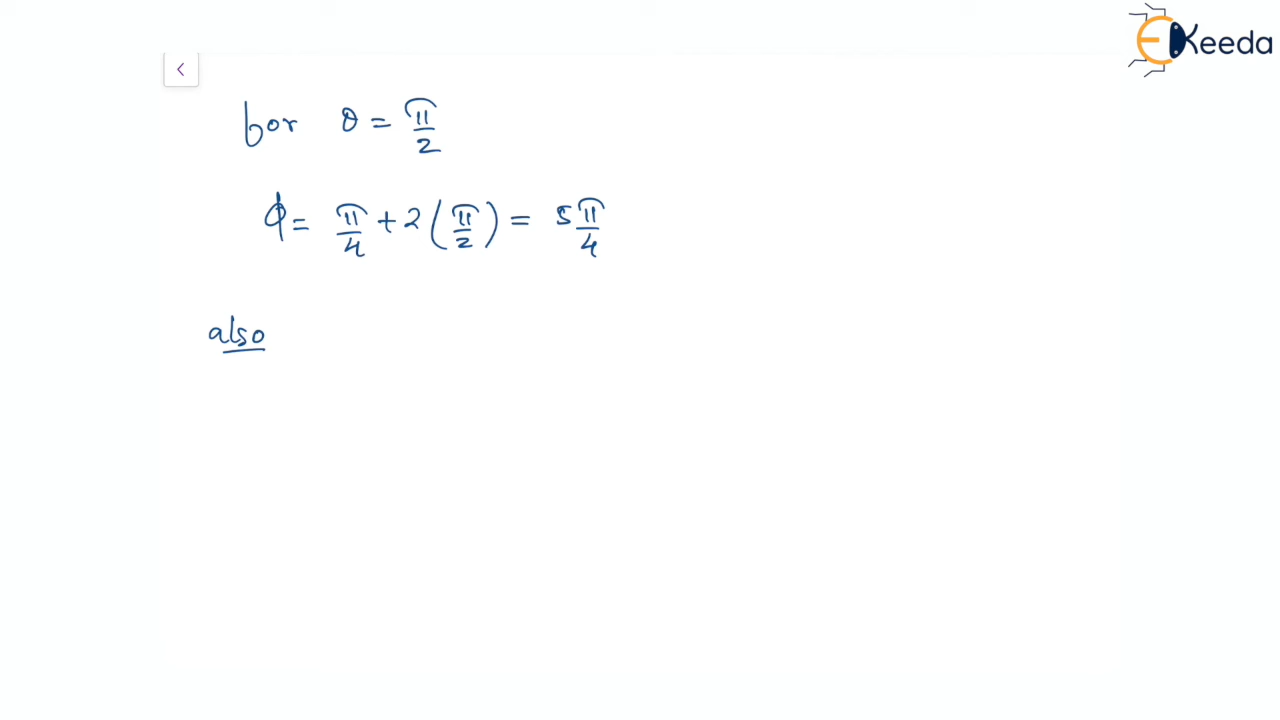 EKeeda
for θ = π/2
ϕ = π/4 + 2(π/2) = 5π/4
also